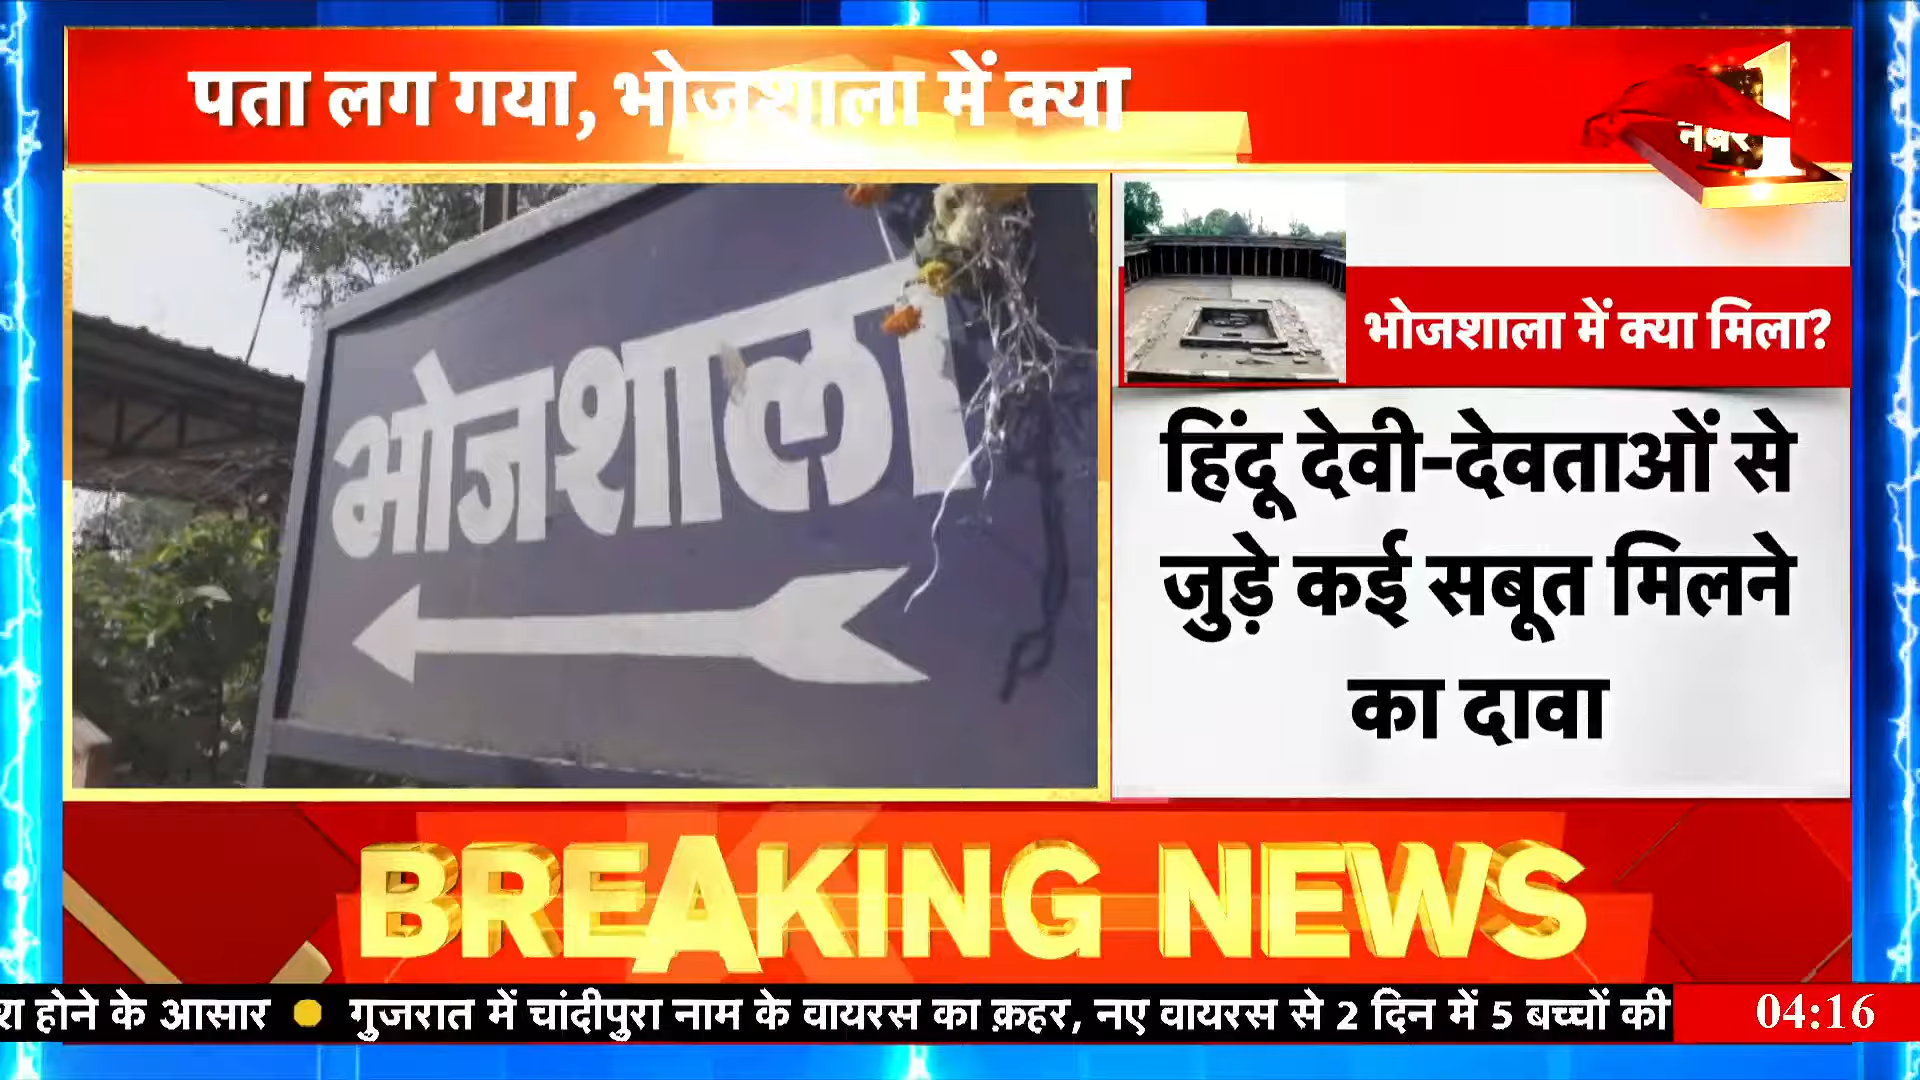 पता लग गया, भोजशाला में क्या
नंबर 1
भोजशाला
भोजशाला में क्या मिला?
हिंदू देवी-देवताओं से
जुड़े कई सबूत मिलने
का दावा
BREAKING NEWS
होने के आसार ● गुजरात में चांदीपुरा नाम के वायरस का क़हर, नए वायरस से 2 दिन में 5 बच्चों की
04:16